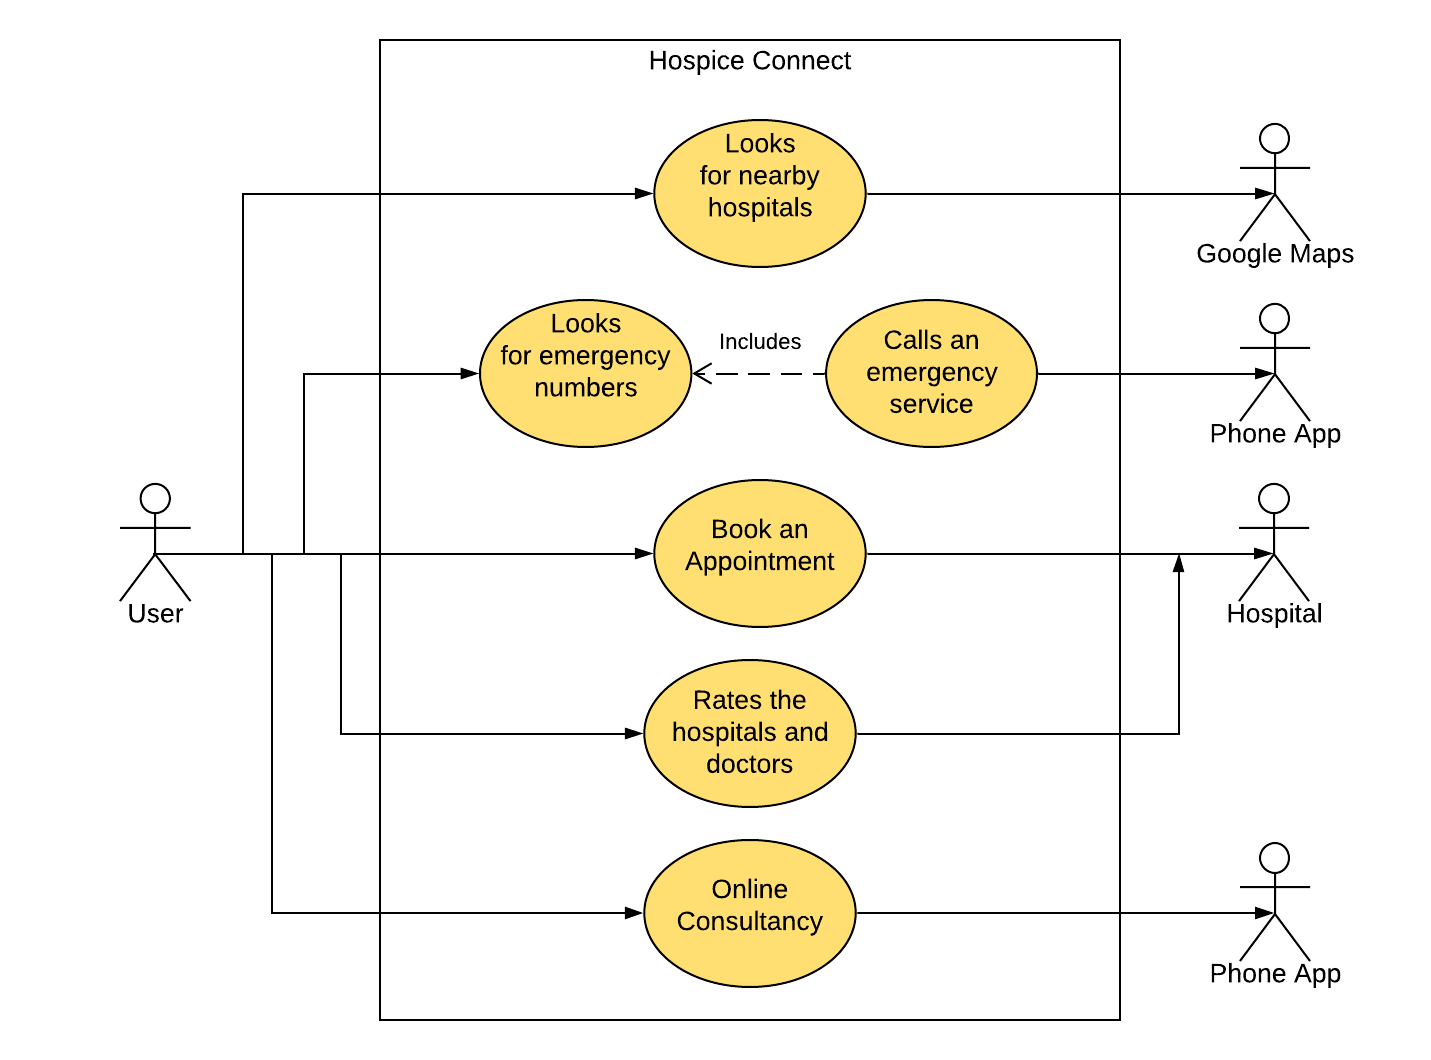 Hospice Connect
Looks
for nearby
hospitals
Google Maps
Looks
for emergency
numbers
Includes
Calls an
emergency
service
Phone App
User
Book an
Appointment
Hospital
Rates the
hospitals and
doctors
Online
Consultancy
Phone App